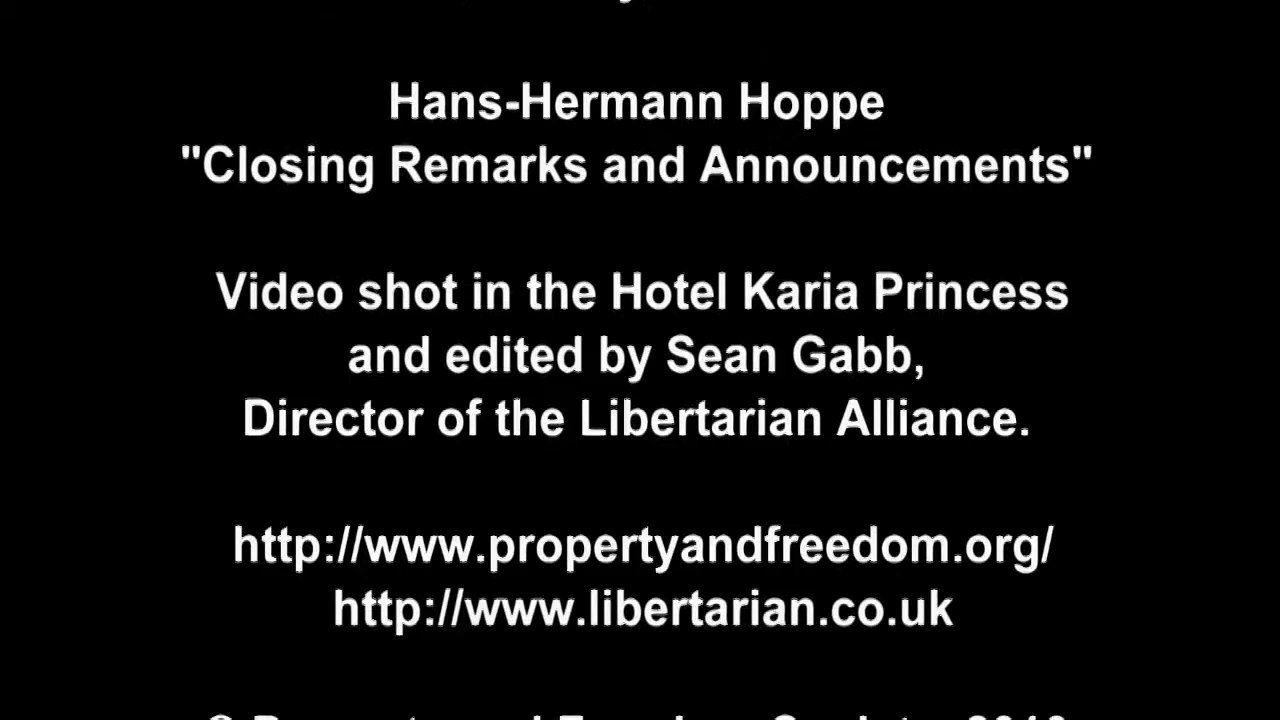 Hans-Hermann Hoppe
"Closing Remarks and Announcements"
Video shot in the Hotel Karia Princess
and edited by Sean Gabb,
Director of the Libertarian Alliance.
http://www.propertyandfreedom.org/
http://www.libertarian.co.uk